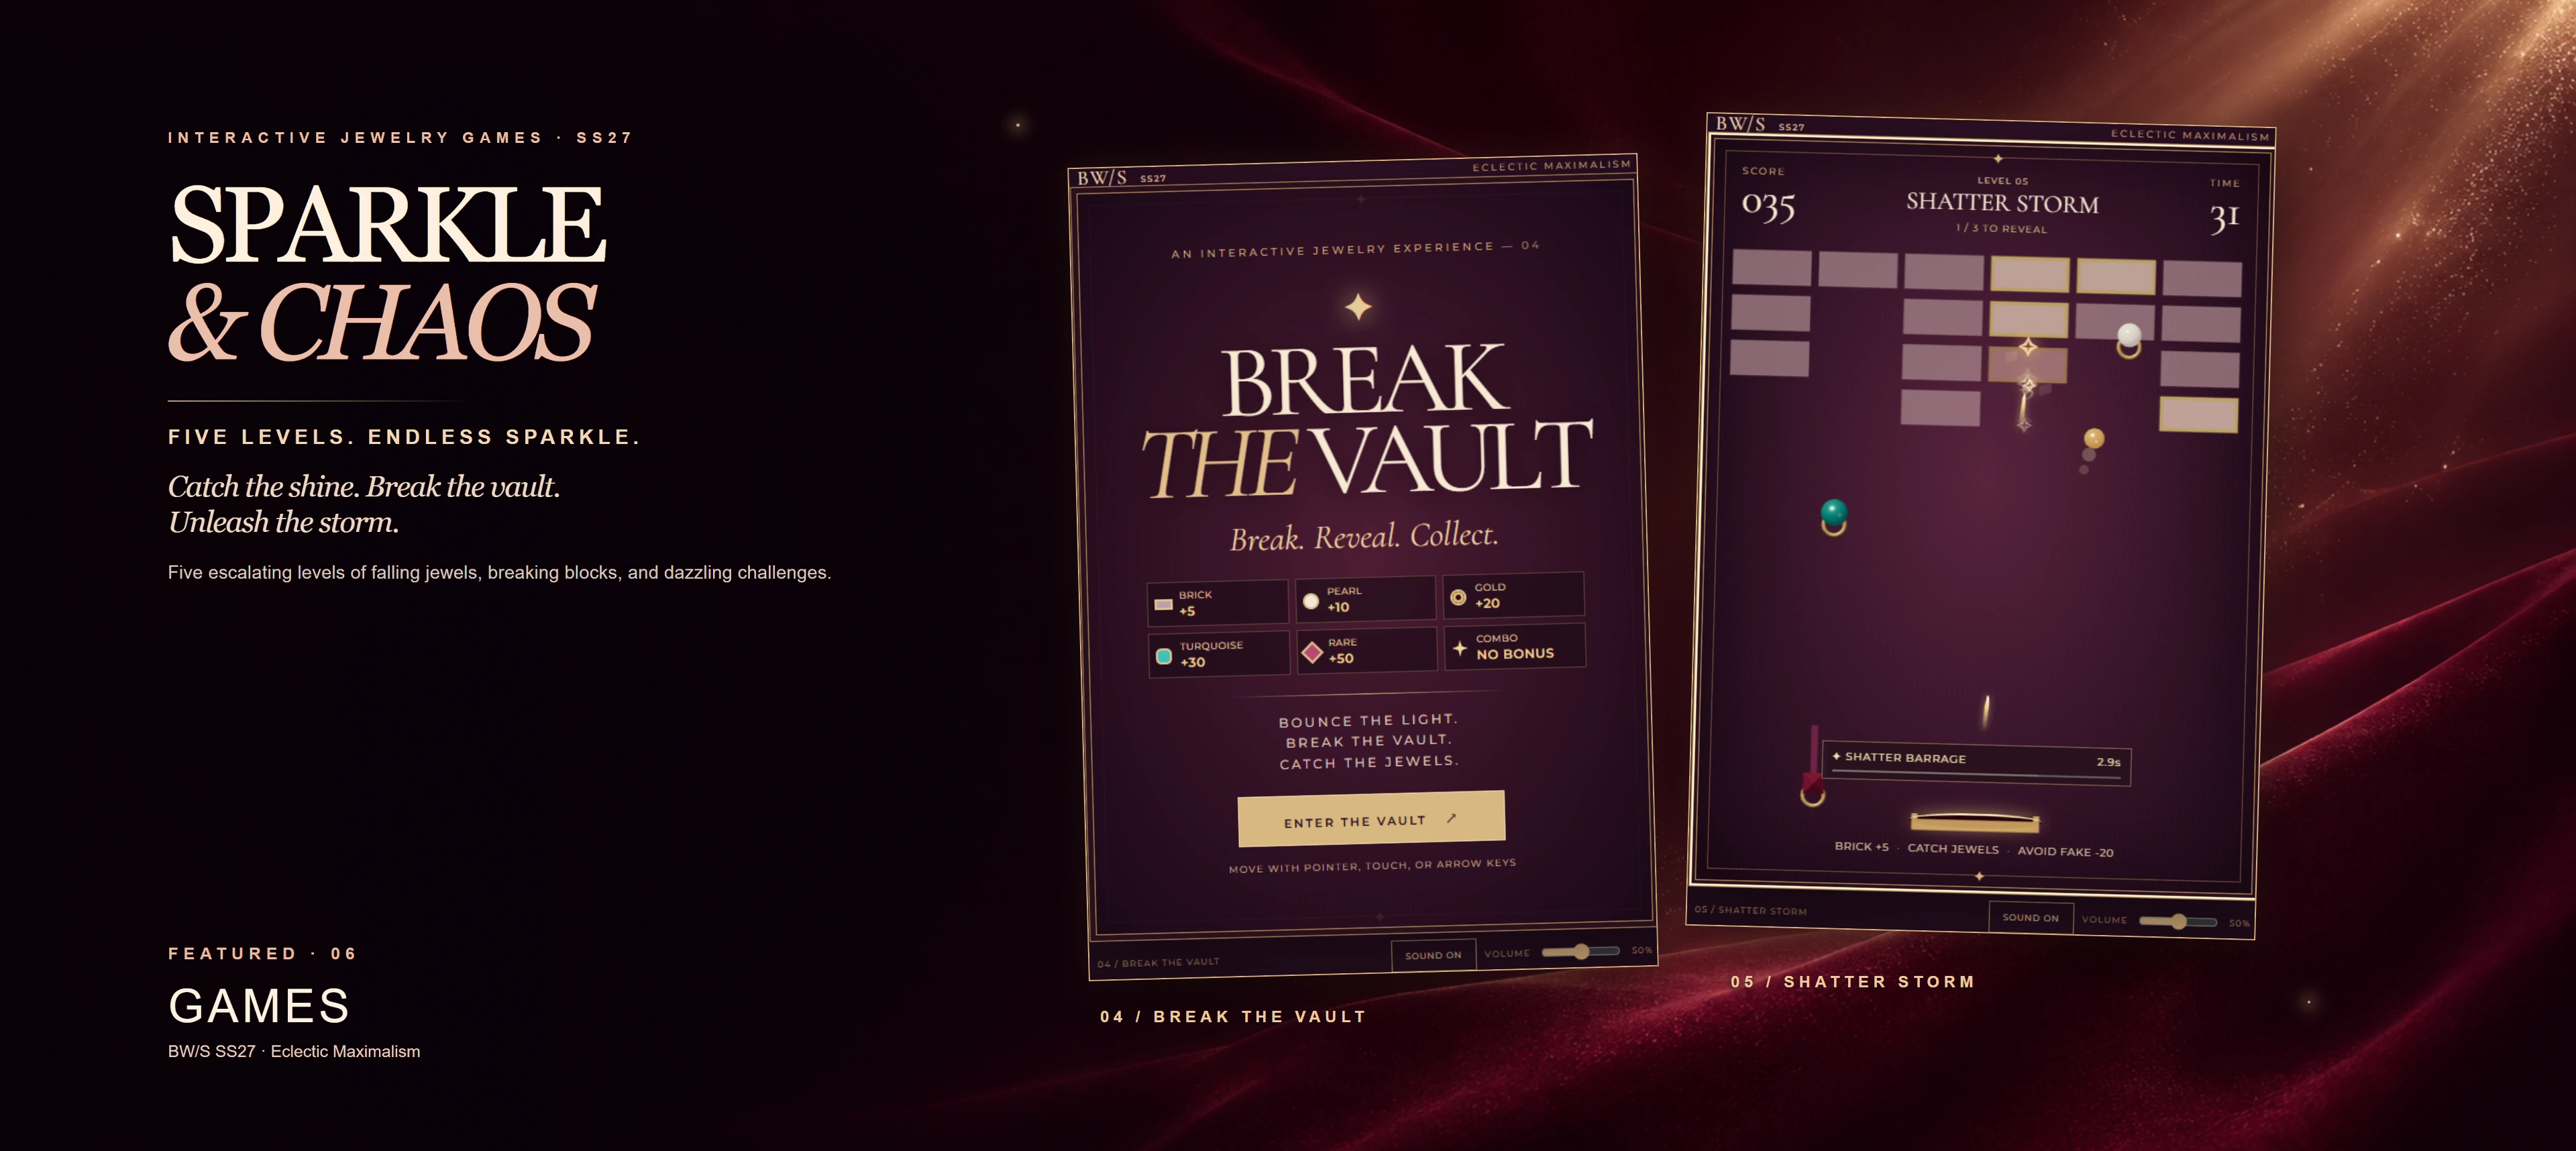 INTERACTIVE JEWELRY GAMES · SS27
SPARKLE
& CHAOS
FIVE LEVELS. ENDLESS SPARKLE.
Catch the shine. Break the vault.
Unleash the storm.
Five escalating levels of falling jewels, breaking blocks, and dazzling challenges.
FEATURED · 06
GAMES
BW/S SS27 · Eclectic Maximalism
BW/S SS27 ECLECTIC MAXIMALISM
AN INTERACTIVE JEWELRY EXPERIENCE — 04
BREAK
THE VAULT
Break. Reveal. Collect.
BRICK
+5
PEARL
+10
GOLD
+20
TURQUOISE
+30
RARE
+50
COMBO
NO BONUS
BOUNCE THE LIGHT.
BREAK THE VAULT.
CATCH THE JEWELS.
ENTER THE VAULT ↗
MOVE WITH POINTER, TOUCH, OR ARROW KEYS
04 / BREAK THE VAULT SOUND ON VOLUME 50%
04 / BREAK THE VAULT
BW/S SS27 ECLECTIC MAXIMALISM
SCORE
035
LEVEL 05
SHATTER STORM
1 / 3 TO REVEAL
TIME
31
✦ SHATTER BARRAGE 2.9s
BRICK +5 · CATCH JEWELS · AVOID FAKE -20
05 / SHATTER STORM SOUND ON VOLUME 50%
05 / SHATTER STORM